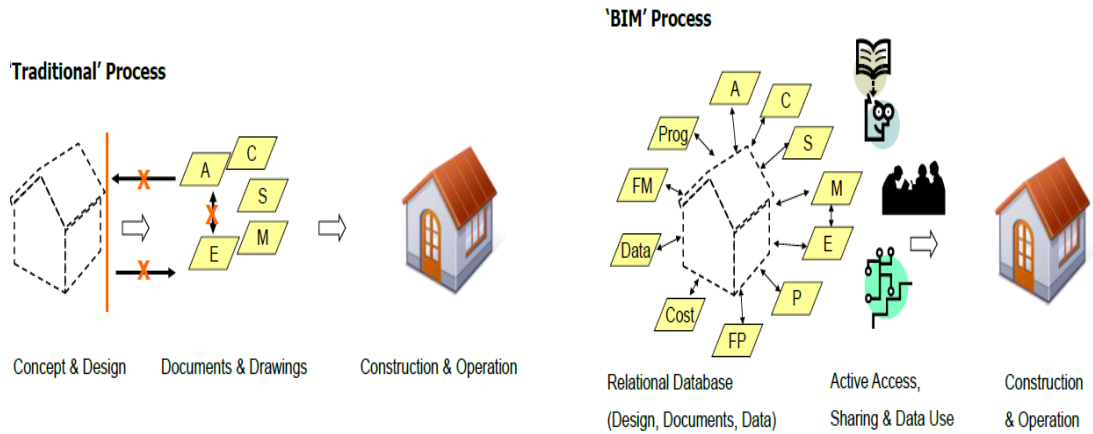 'Traditional' Process
A
C
S
E
M
X
X
X
Concept & Design
Documents & Drawings
Construction & Operation
'BIM' Process
A
C
Prog
S
FM
M
Data
E
Cost
P
FP
Relational Database
(Design, Documents, Data)
Active Access,
Sharing & Data Use
Construction
& Operation